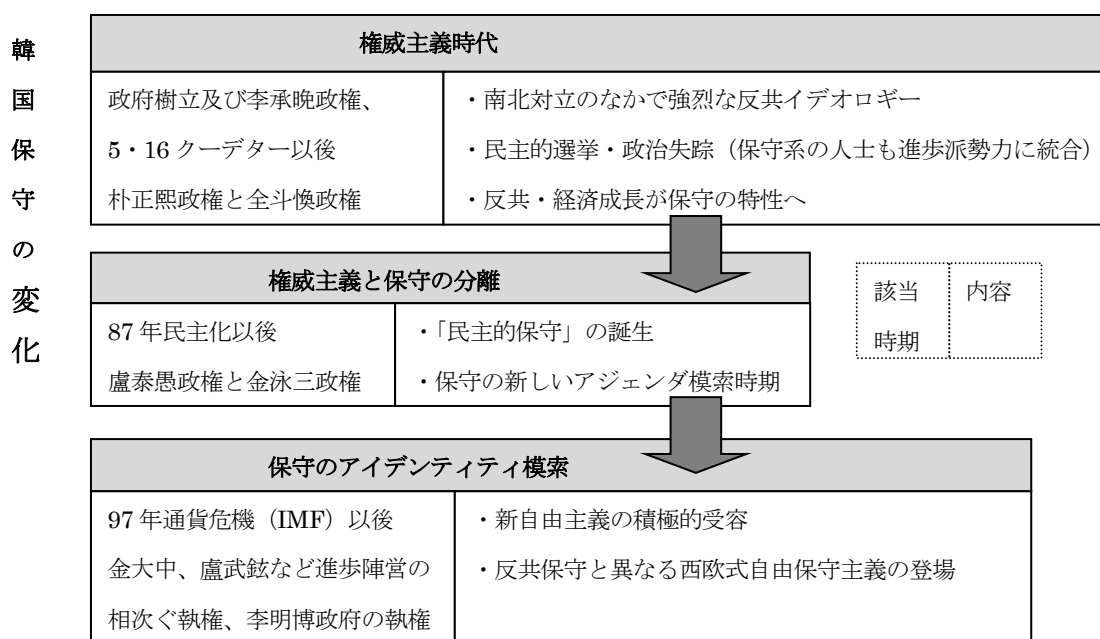 韓国保守の変化
権威主義時代
政府樹立及び李承晩政権、
5・16 クーデター以後
朴正熙政権と全斗煥政権
・南北対立のなかで強烈な反共イデオロギー
・民主的選挙・政治失踪（保守系の人士も進歩派勢力に統合）
・反共・経済成長が保守の特性へ
権威主義と保守の分離
87 年民主化以後
盧泰愚政権と金泳三政権
・「民主的保守」の誕生
・保守の新しいアジェンダ模索時期
該当
時期
内容
保守のアイデンティティ模索
97 年通貨危機（IMF）以後
金大中、盧武鉉など進歩陣営の
相次ぐ執権、李明博政府の執権
・新自由主義の積極的受容
・反共保守と異なる西欧式自由保守主義の登場